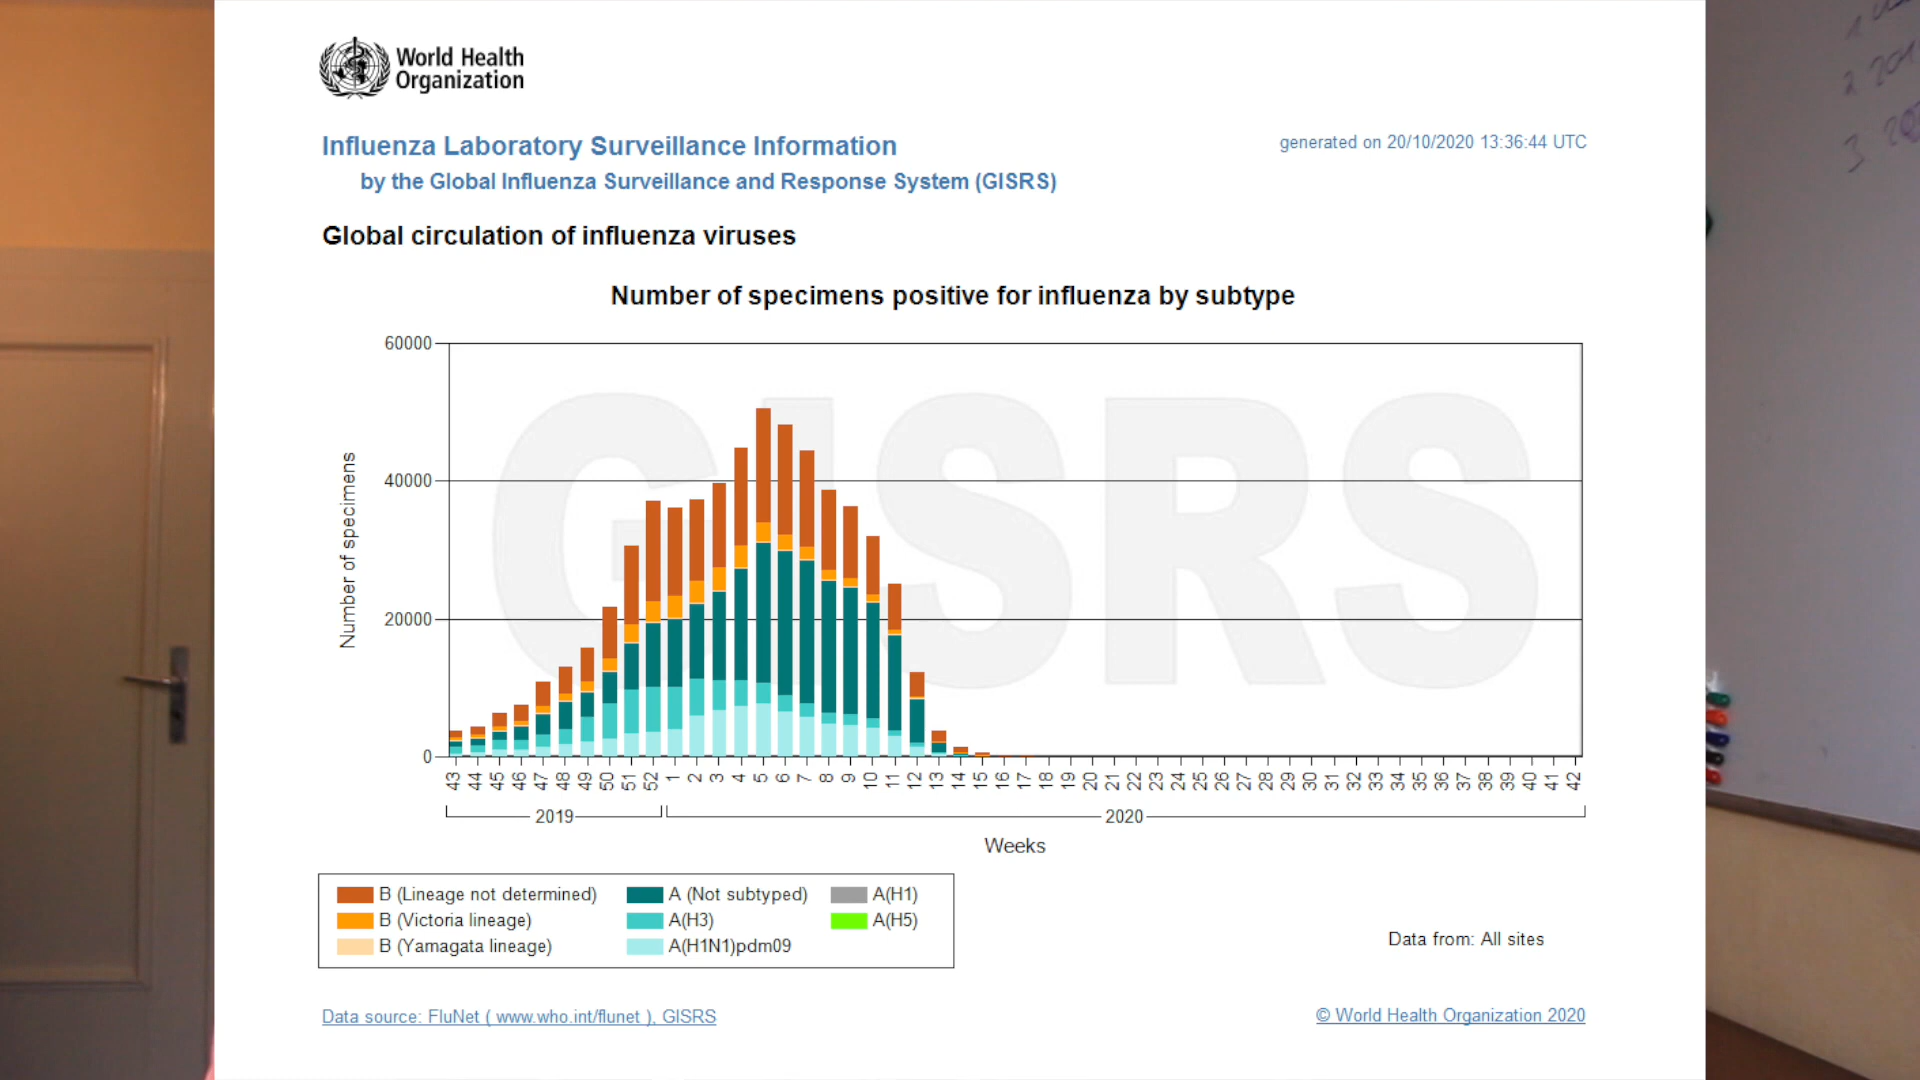 World Health
Organization
Influenza Laboratory Surveillance Information
generated on 20/10/2020 13:36:44 UTC
by the Global Influenza Surveillance and Response System (GISRS)
Global circulation of influenza viruses
Number of specimens positive for influenza by subtype
GISRS
Number of specimens
60000
40000
20000
0
43 44 45 46 47 48 49 50 51 52 1 2 3 4 5 6 7 8 9 10 11 12 13 14 15 16 17 18 19 20 21 22 23 24 25 26 27 28 29 30 31 32 33 34 35 36 37 38 39 40 41 42
2019 2020
Weeks
B (Lineage not determined) A (Not subtyped) A(H1)
B (Victoria lineage) A(H3) A(H5)
B (Yamagata lineage) A(H1N1)pdm09
Data from: All sites
Data source: FluNet ( www.who.int/flunet ), GISRS
© World Health Organization 2020